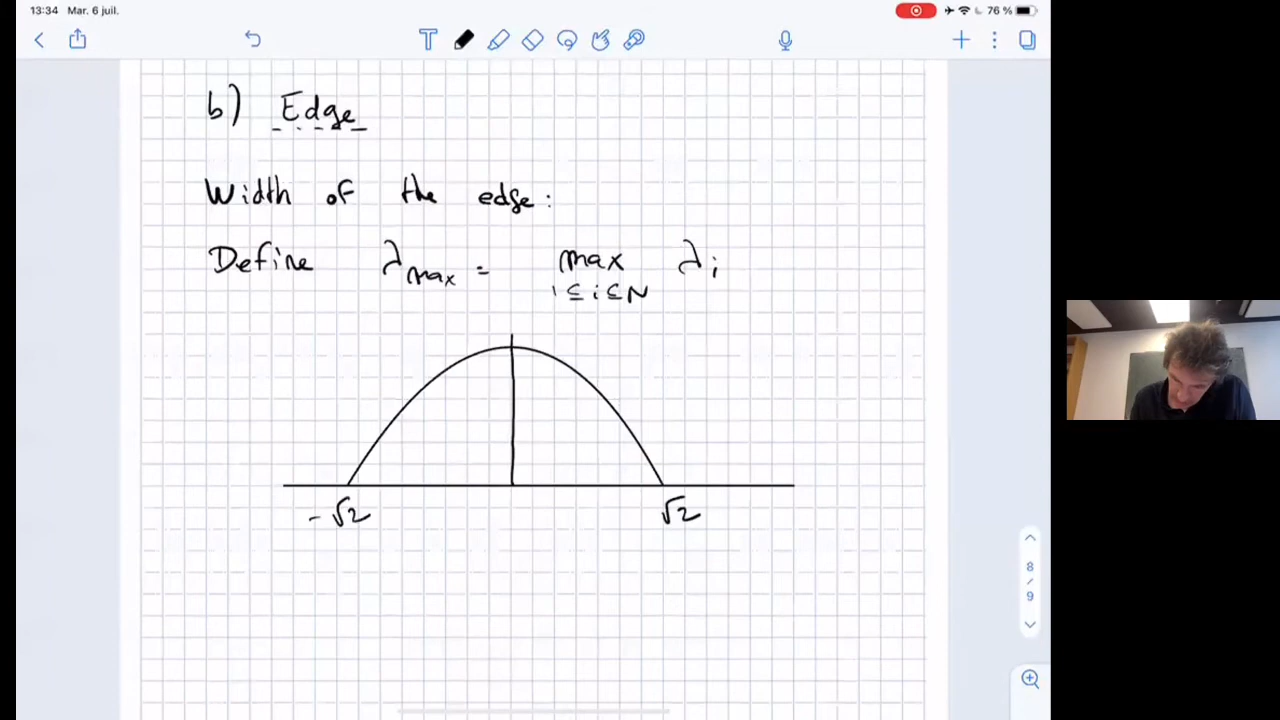 13:34 Mar. 6 juil. 76 %
b) Edge
Width of the edge :
Define λmax = max λi
1 ≤ i ≤ N
-√2 √2
8
/
9